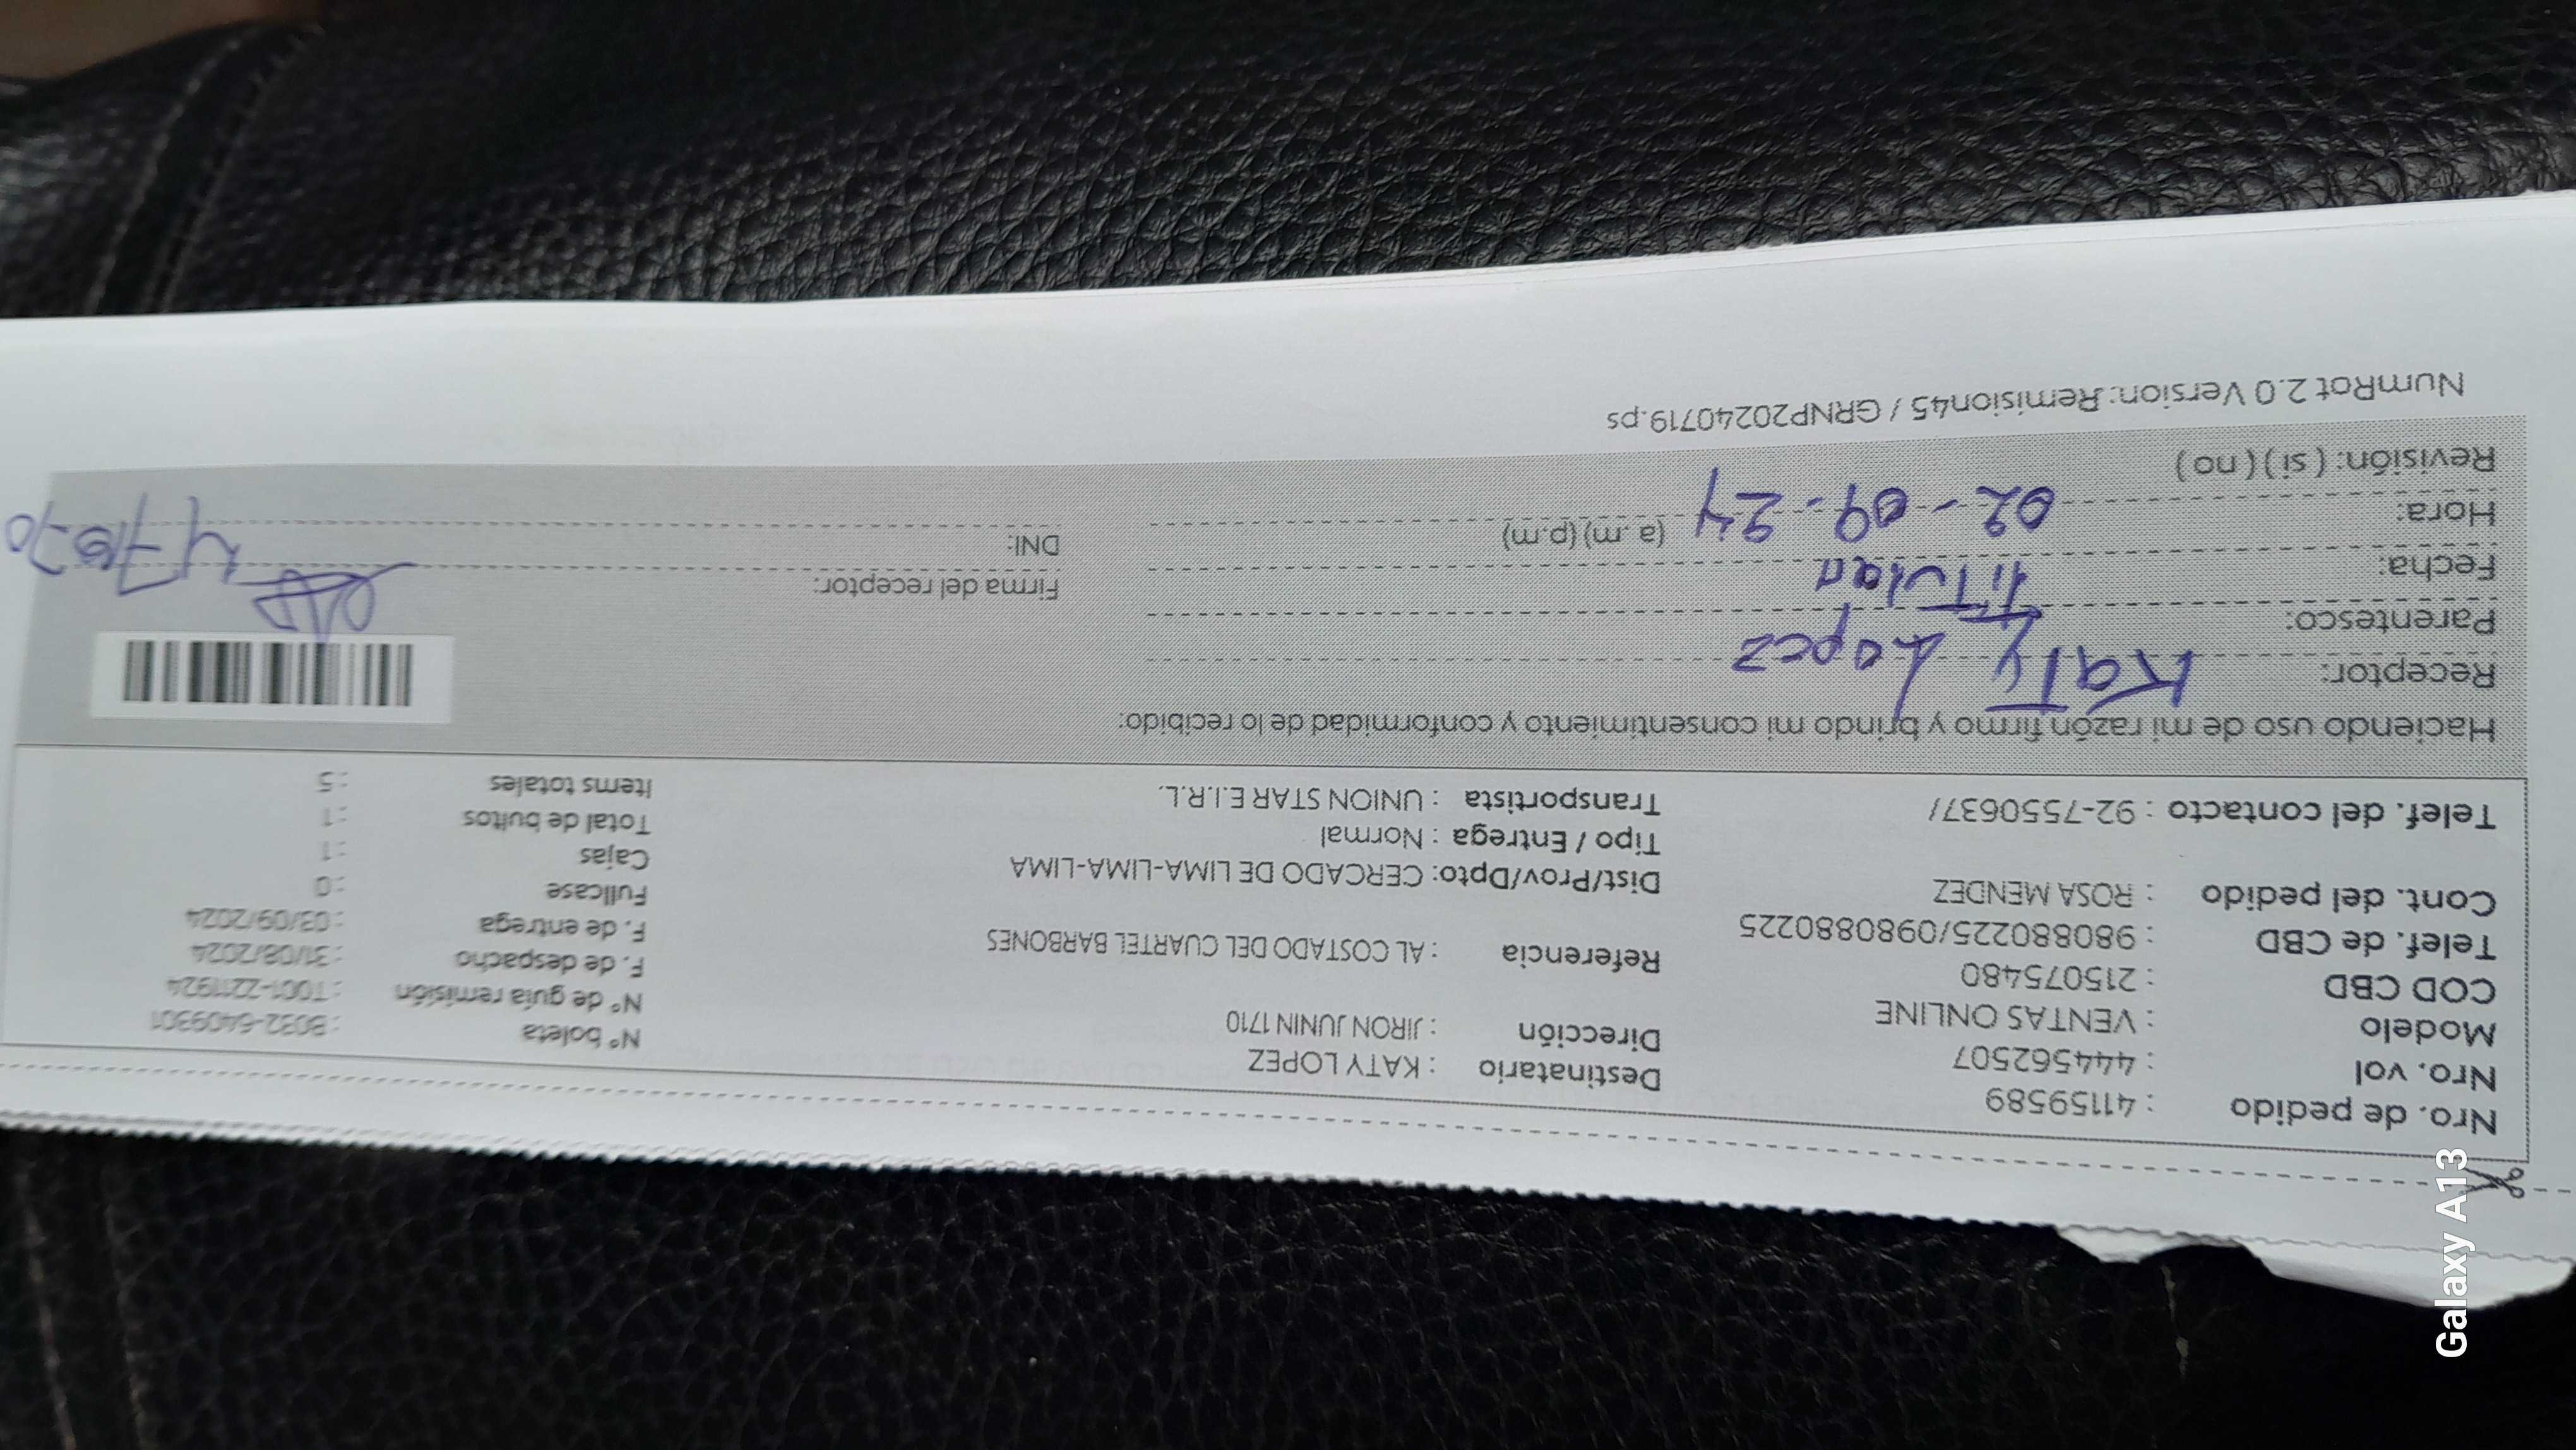 Nro. de pedido : 41159589
Nro. vol : 444562507
Modelo : VENTAS ONLINE
COD CBD : 215075480
Telef. de CBD : 980880225/0980880225
Cont. del pedido : ROSA MENDEZ
Telef. del contacto : 92-7550637/
Destinatario : KATY LOPEZ
Dirección : JIRON JUNIN 1710
Referencia : AL COSTADO DEL CUARTEL BARBONES
Dist/Prov/Dpto: CERCADO DE LIMA-LIMA-LIMA
Tipo / Entrega : Normal
Transportista : UNION STAR E.I.R.L.
N° boleta : B032-6409301
N° de guía remisión : T001-2211924
F. de despacho : 31/08/2024
F. de entrega : 03/09/2024
Fullcase : 0
Cajas : 1
Total de bultos : 1
Items totales : 5
Haciendo uso de mi razón firmo y brindo mi consentimiento y conformidad de lo recibido:
Receptor: Katy Lopez
Parentesco: Titular
Fecha: 02-09-24
Hora: (a.m) (p.m)
Revisión: ( si ) ( no )
Firma del receptor:
DNI:
NumRot 2.0 Version: Remision45 / GRNP20240719.ps
Galaxy A13